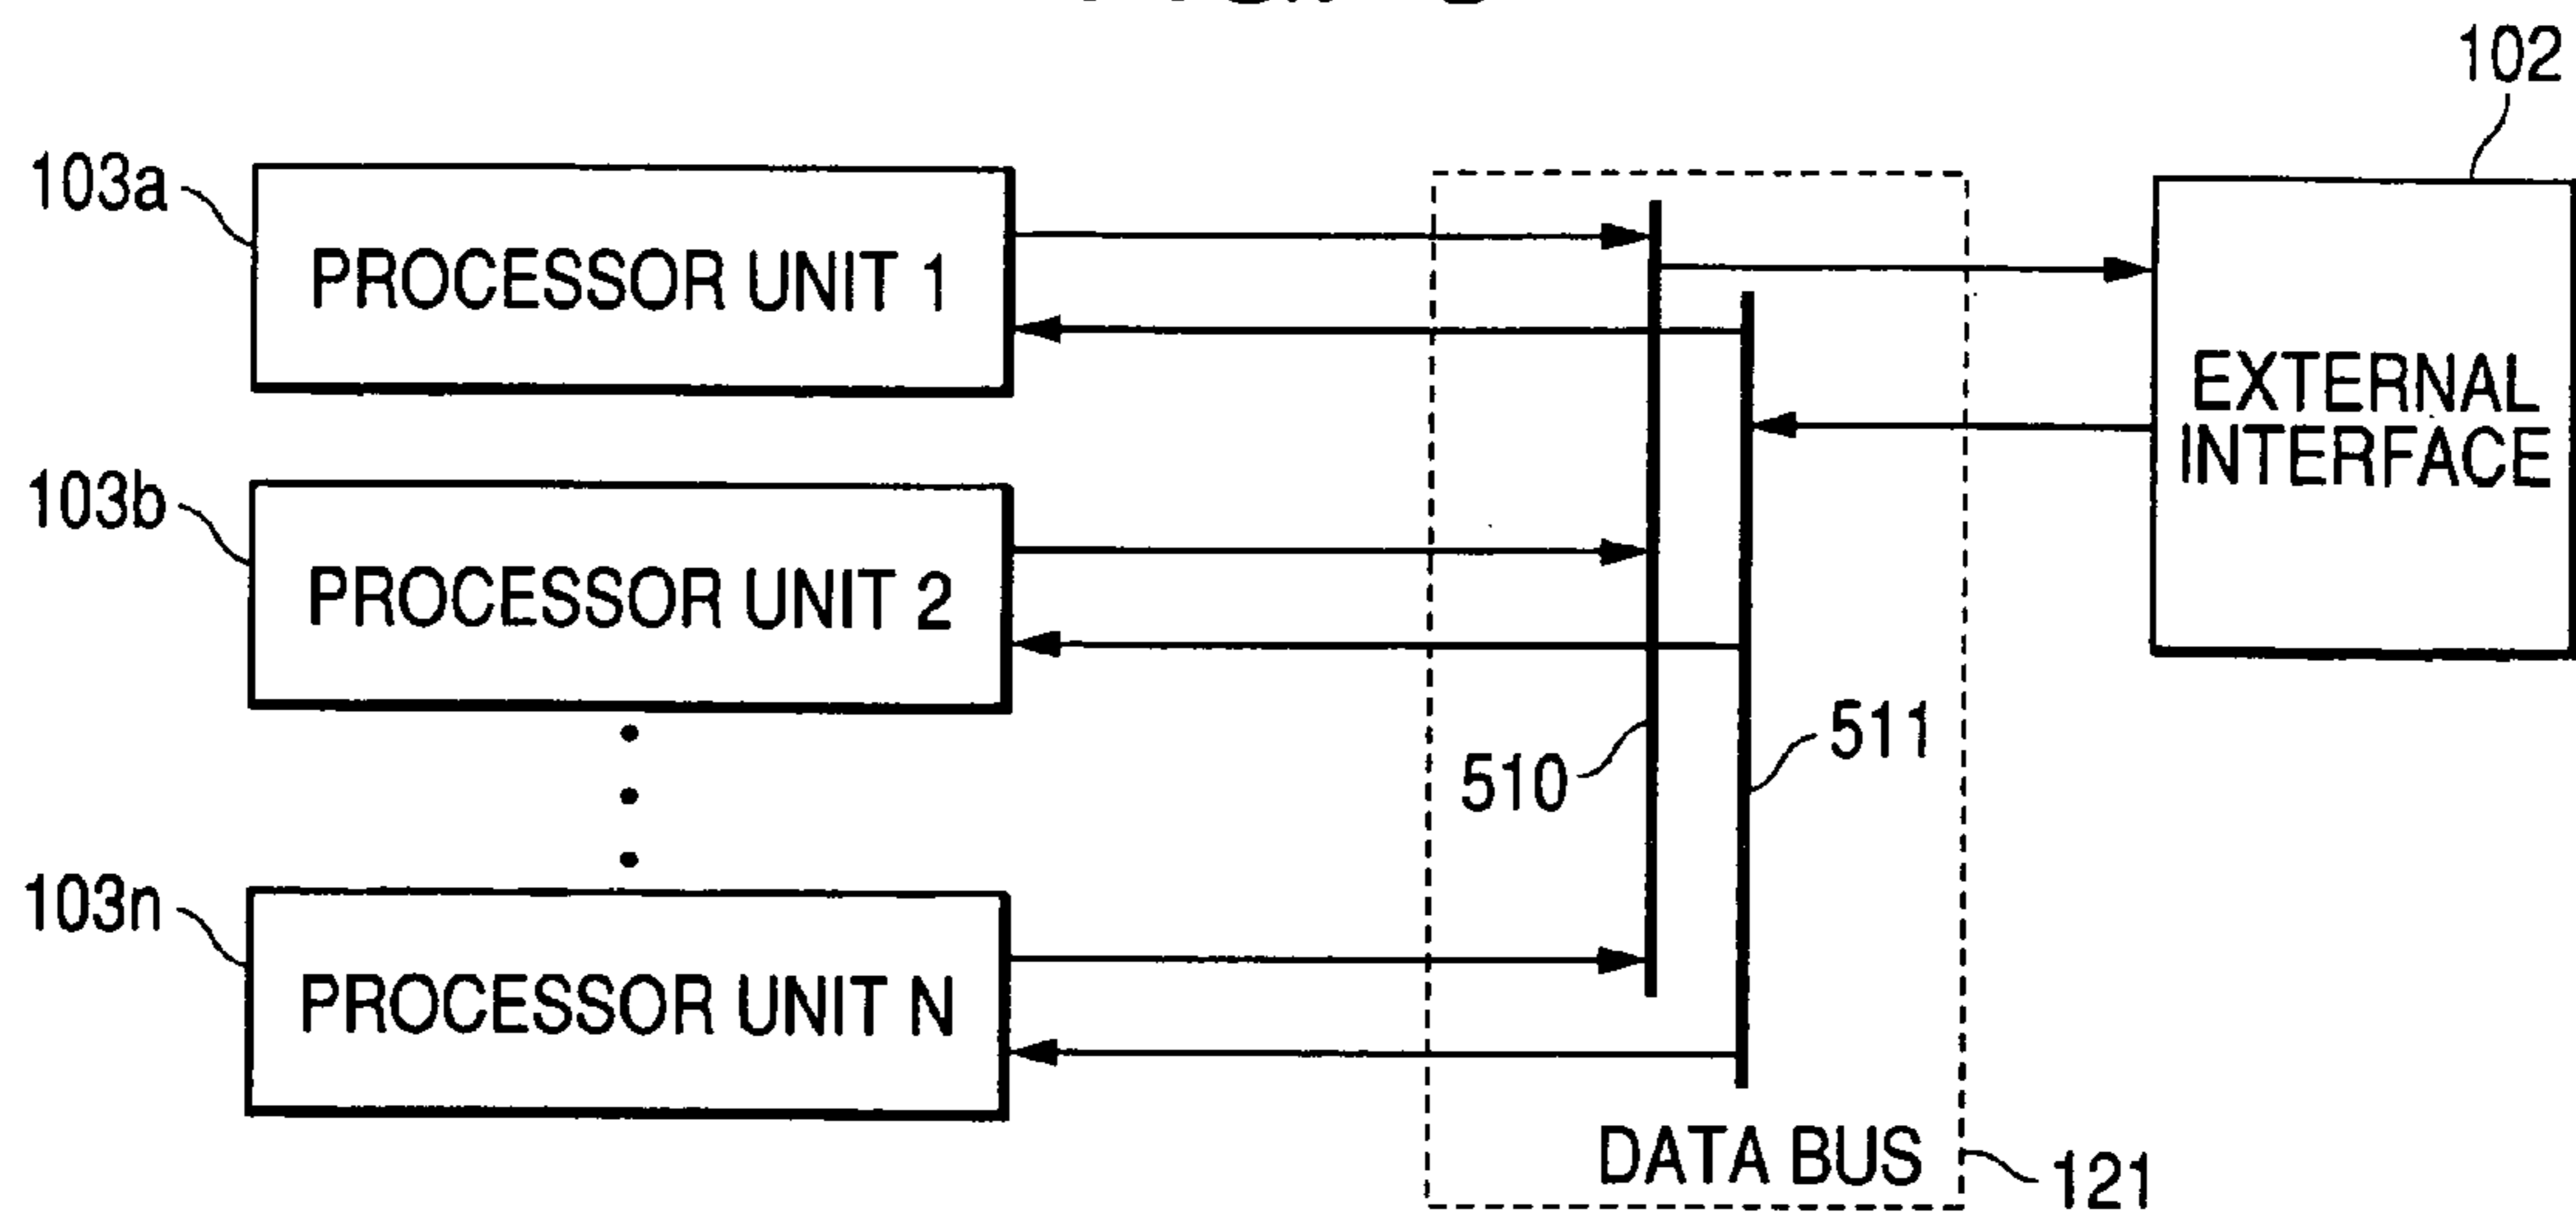 102
103a
PROCESSOR UNIT 1
EXTERNAL
INTERFACE
103b
PROCESSOR UNIT 2
510
511
103n
PROCESSOR UNIT N
DATA BUS
121